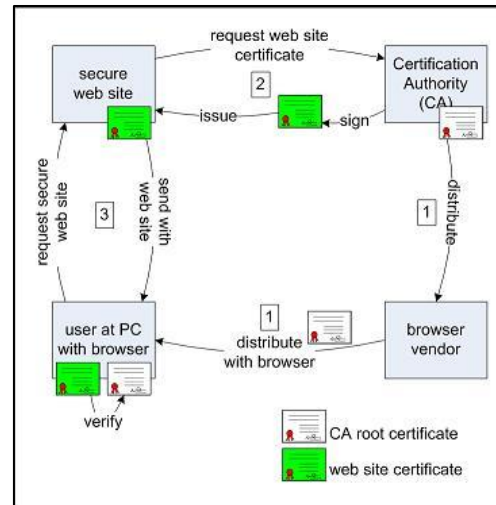 request web site
certificate
secure
web site
Certification
Authority
(CA)
2
issue
sign
request secure
web site
3
send with
web site
1
distribute
user at PC
with browser
1
distribute
with browser
browser
vendor
verify
CA root certificate
web site certificate